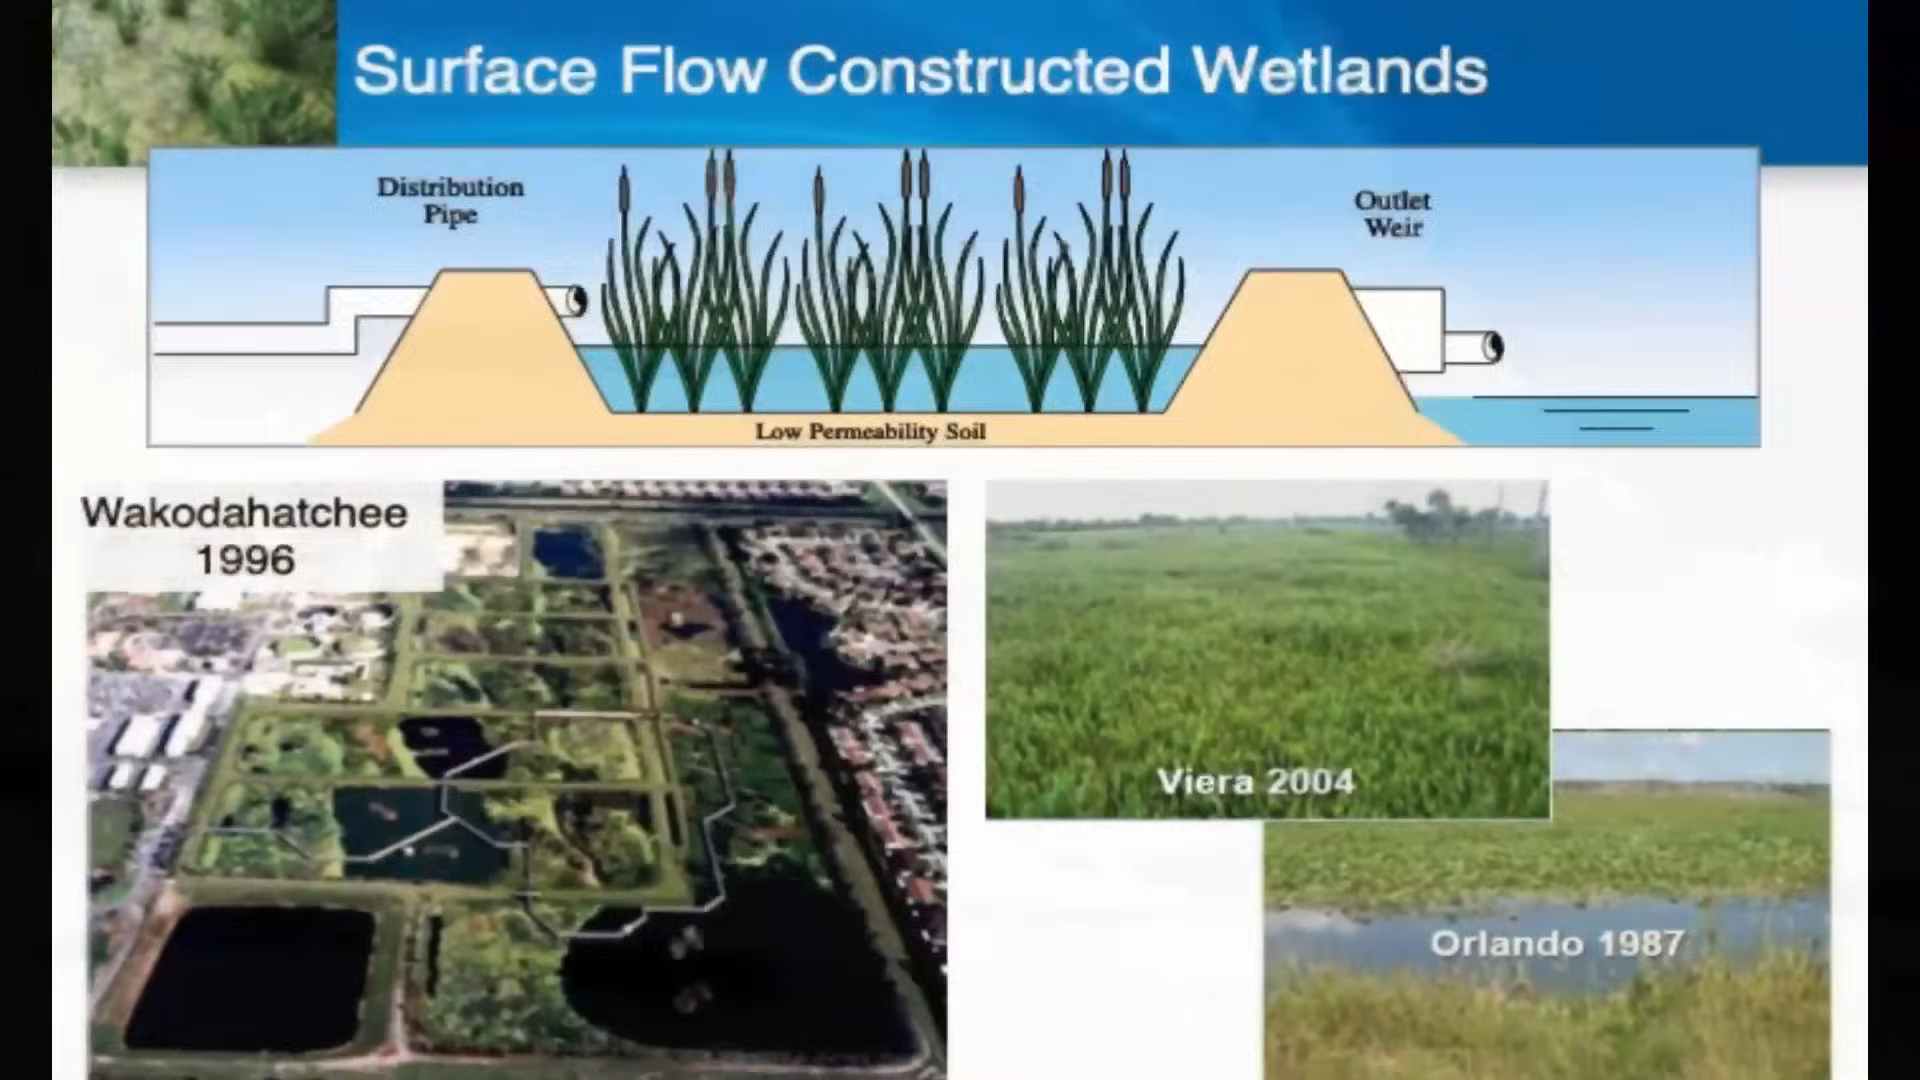 Surface Flow Constructed Wetlands
Distribution
Pipe
Outlet
Weir
Low Permeability Soil
Wakodahatchee
1996
Viera 2004
Orlando 1987